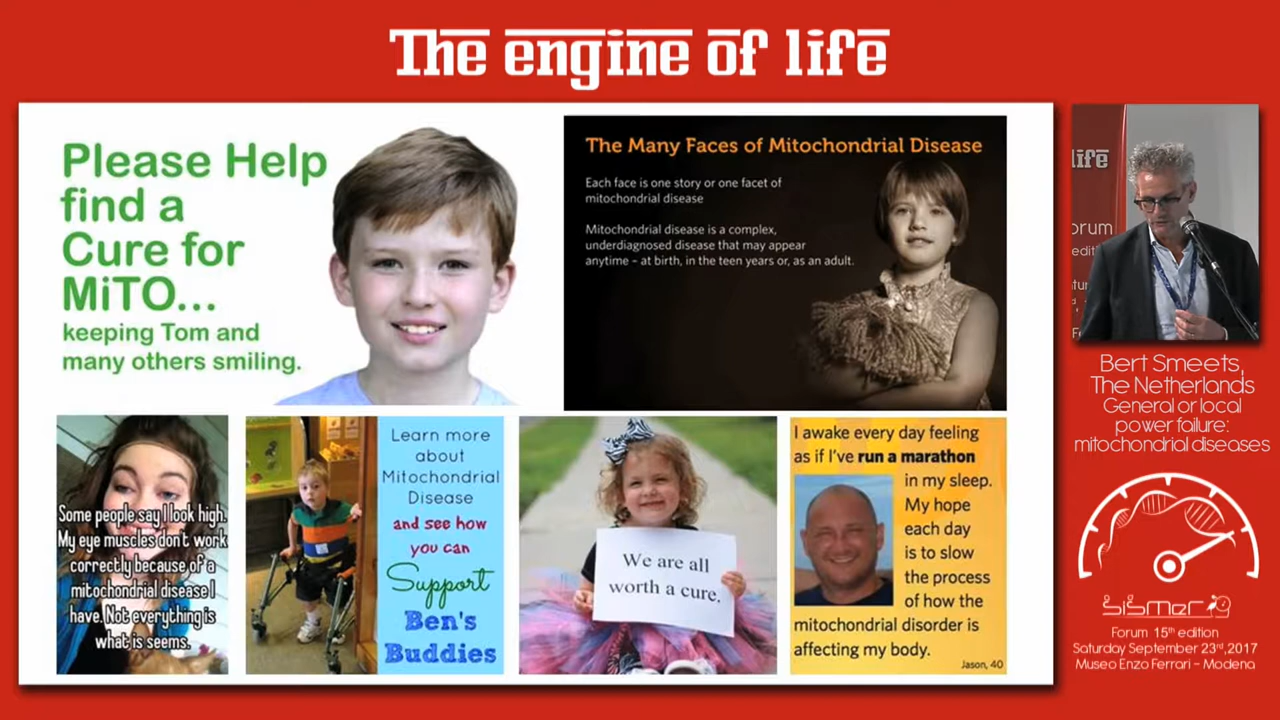 The engine of life
Please Help
find a
Cure for
MiTO...
keeping Tom and
many others smiling.
The Many Faces of Mitochondrial Disease
Each face is one story or one facet of
mitochondrial disease
Mitochondrial disease is a complex,
underdiagnosed disease that may appear
anytime – at birth, in the teen years or, as an adult.
Some people say I look high.
My eye muscles don't work
correctly because of a
mitochondrial disease I
have. Not everything is
what is seems.
Learn more
about
Mitochondrial
Disease
and see how
you can
Support
Ben's
Buddies
We are all
worth a cure.
I awake every day feeling
as if I've run a marathon
in my sleep.
My hope
each day
is to slow
the process
of how the
mitochondrial disorder is
affecting my body.
Jason, 40
life
orum
Bert Smeets,
The Netherlands
General or local
power failure:
mitochondrial diseases
sismer
Forum 15th edition
Saturday September 23rd,2017
Museo Enzo Ferrari – Modena